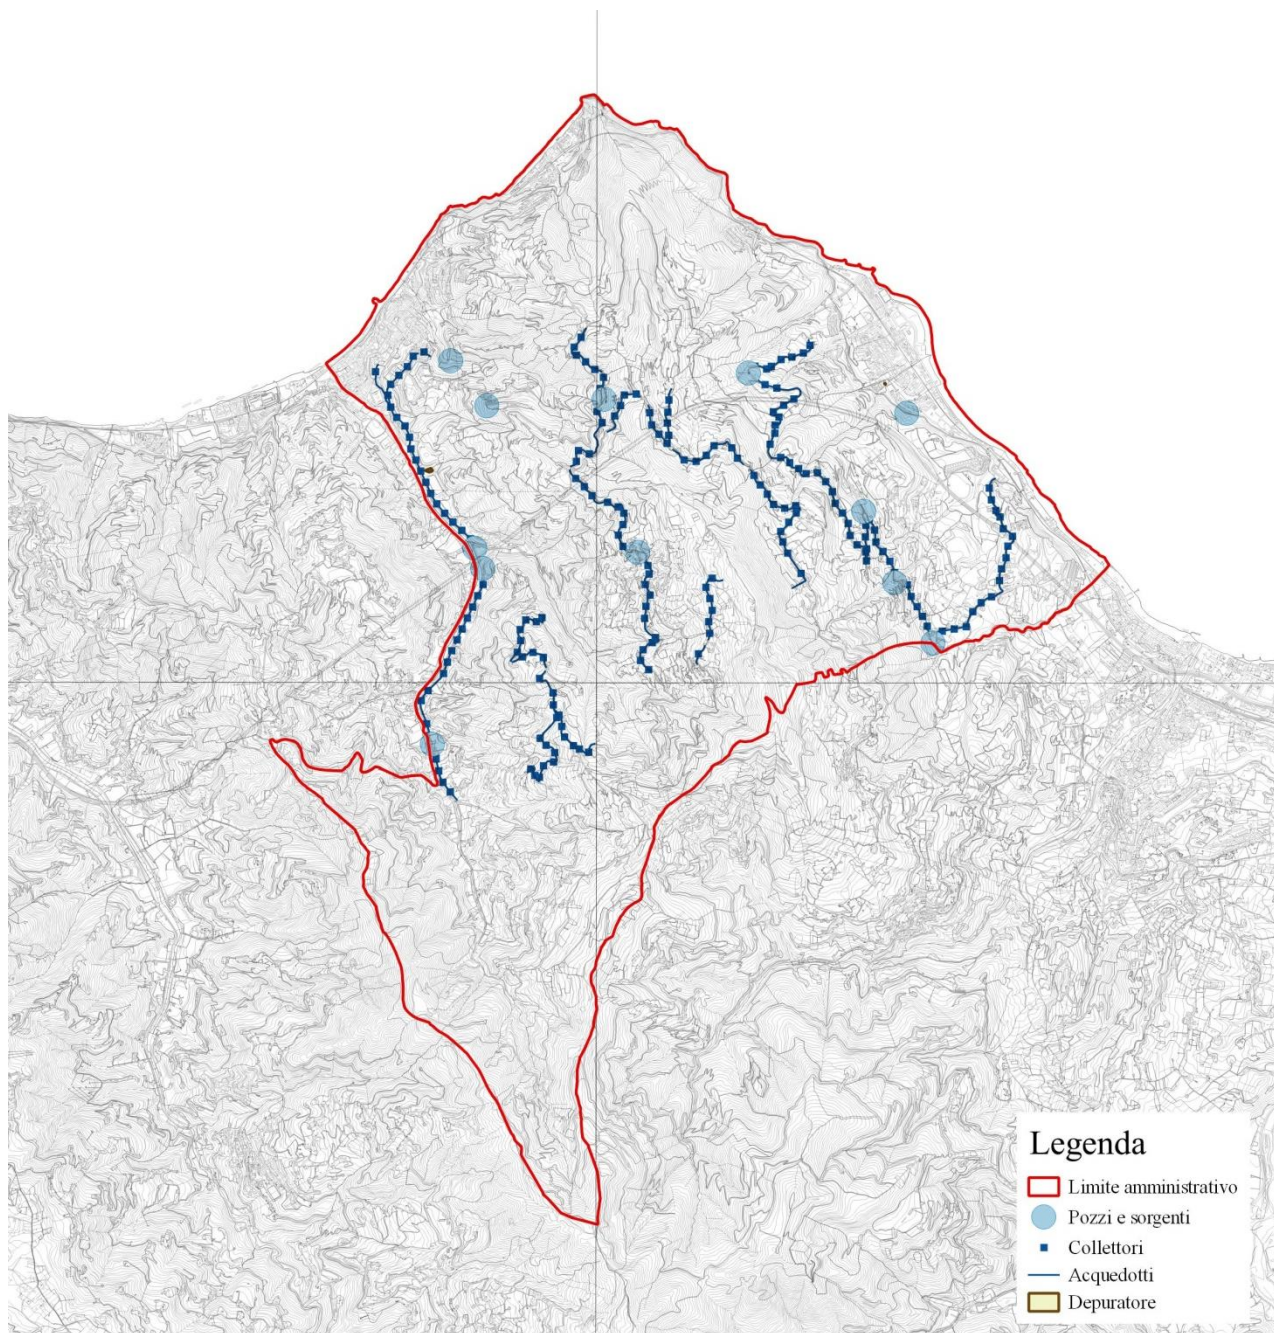 Legenda
Limite amministrativo
Pozzi e sorgenti
Collettori
Acquedotti
Depuratore